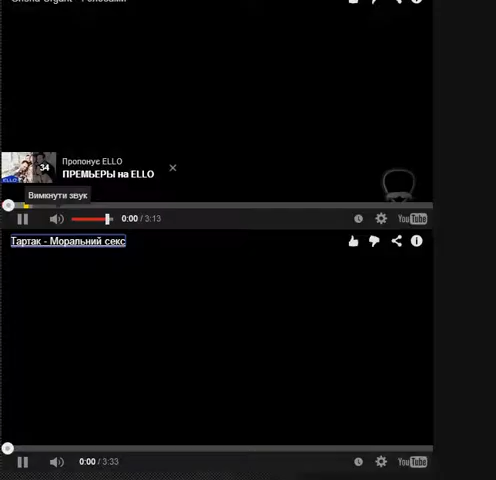 34
Пропонує ELLO
ПРЕМЬЕРЫ на ELLO
ELLO
Вимкнути звук
0:00 / 3:13
YouTube
Тартак - Моральний секс
0:00 / 3:33
YouTube